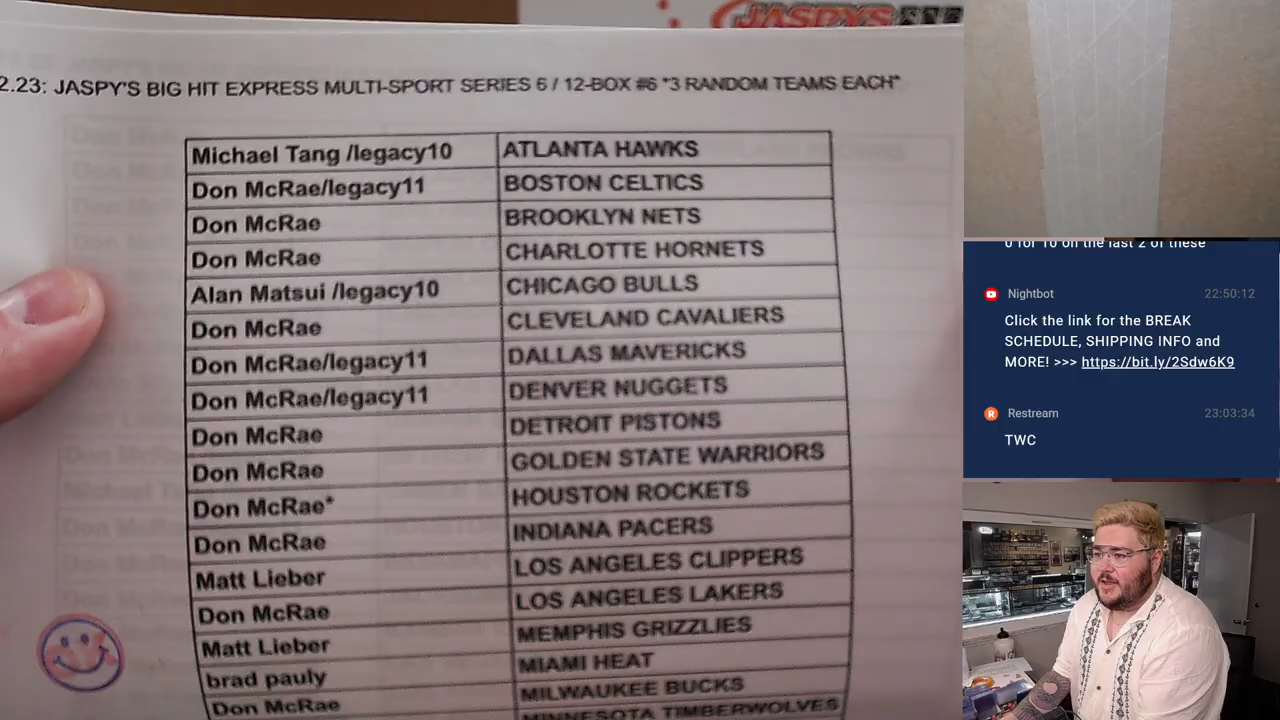 JASPYS
2.23: JASPY'S BIG HIT EXPRESS MULTI-SPORT SERIES 6 / 12-BOX #6 *3 RANDOM TEAMS EACH*
Michael Tang /legacy10 ATLANTA HAWKS
Don McRae/legacy11 BOSTON CELTICS
Don McRae BROOKLYN NETS
Don McRae CHARLOTTE HORNETS
Alan Matsui /legacy10 CHICAGO BULLS
Don McRae CLEVELAND CAVALIERS
Don McRae/legacy11 DALLAS MAVERICKS
Don McRae/legacy11 DENVER NUGGETS
Don McRae DETROIT PISTONS
Don McRae GOLDEN STATE WARRIORS
Don McRae* HOUSTON ROCKETS
Don McRae INDIANA PACERS
Matt Lieber LOS ANGELES CLIPPERS
Don McRae LOS ANGELES LAKERS
Matt Lieber MEMPHIS GRIZZLIES
brad pauly MIAMI HEAT
Don McRae MILWAUKEE BUCKS
MINNESOTA TIMBERWOLVES
0 for 10 on the last 2 of these
Nightbot 22:50:12
Click the link for the BREAK
SCHEDULE, SHIPPING INFO and
MORE! >>> https://bit.ly/2Sdw6K9
Restream 23:03:34
TWC